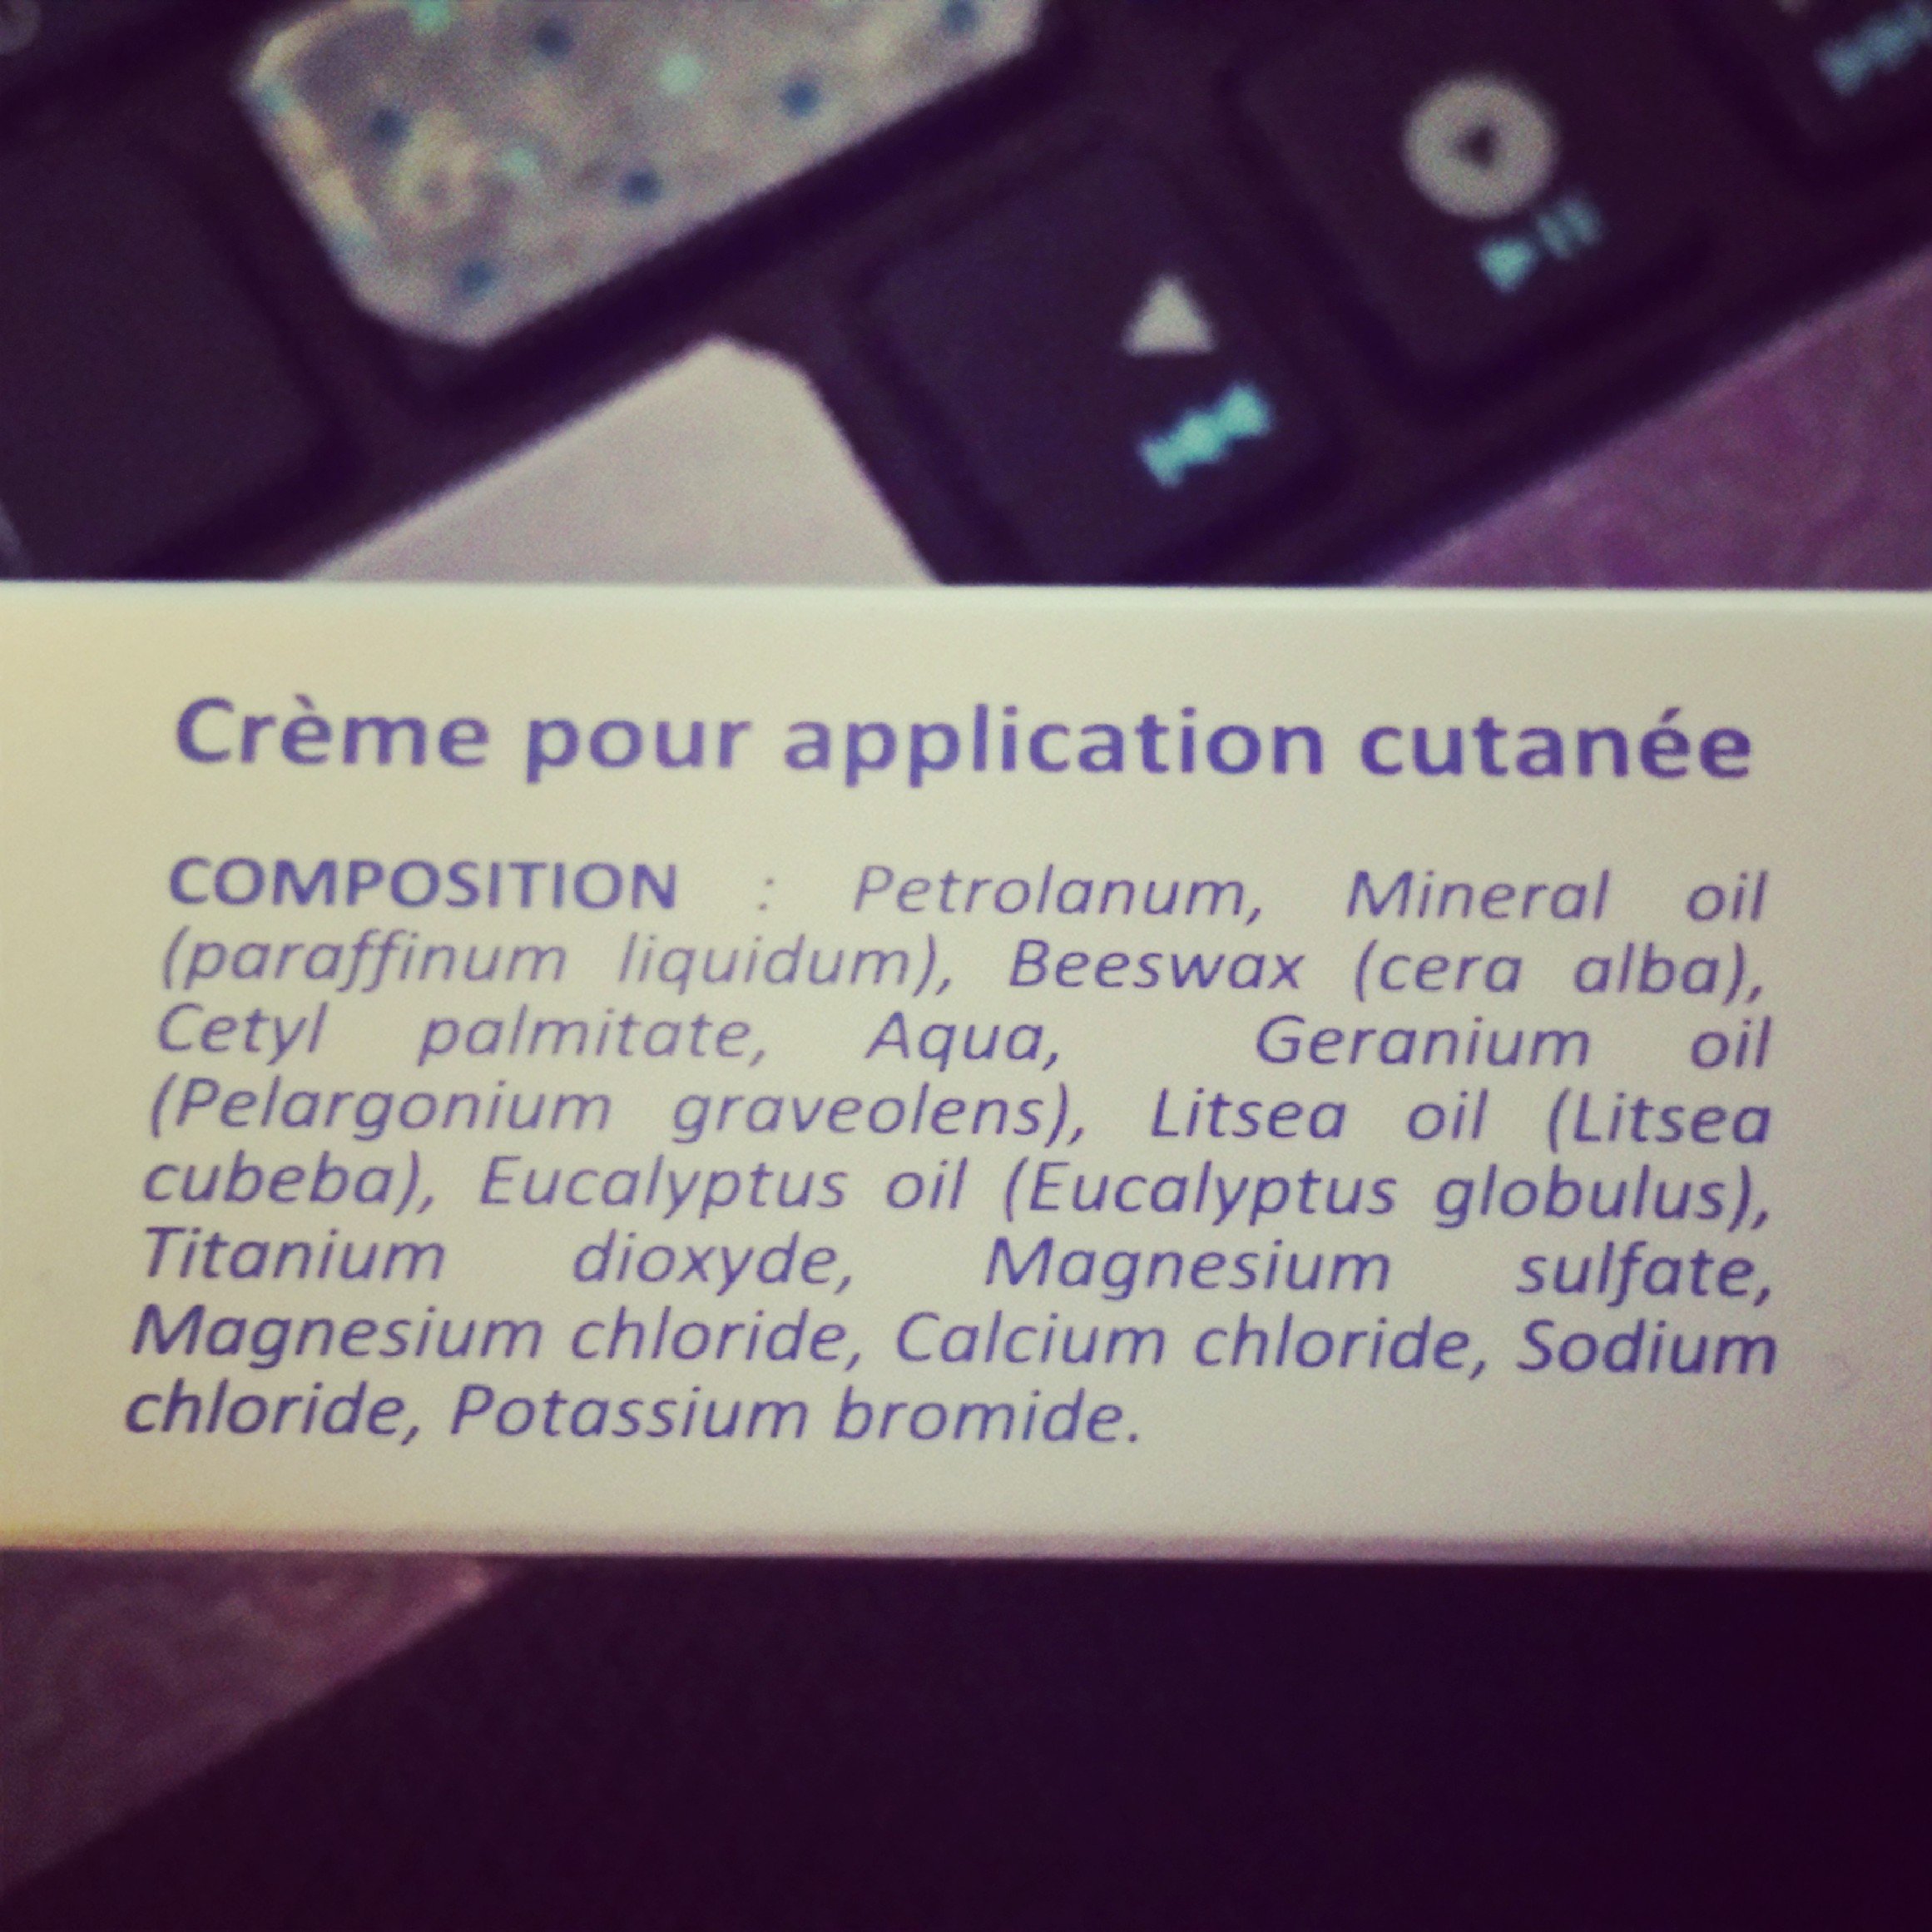 Crème pour application cutanée
COMPOSITION : Petrolanum, Mineral oil
(paraffinum liquidum), Beeswax (cera alba),
Cetyl palmitate, Aqua, Geranium oil
(Pelargonium graveolens), Litsea oil (Litsea
cubeba), Eucalyptus oil (Eucalyptus globulus),
Titanium dioxyde, Magnesium sulfate,
Magnesium chloride, Calcium chloride, Sodium
chloride, Potassium bromide.